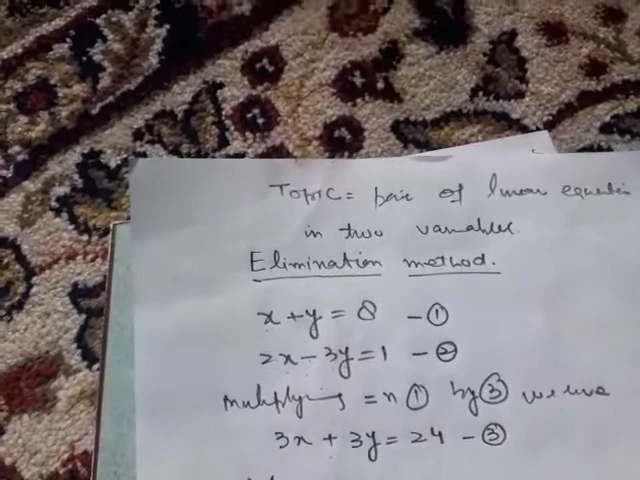 Topic = pair of linear equation
in two variables.
Elimination method.
x + y = 8 - ①
2x - 3y = 1 - ②
Multiplying = n ① by ③ we have
3x + 3y = 24 - ③